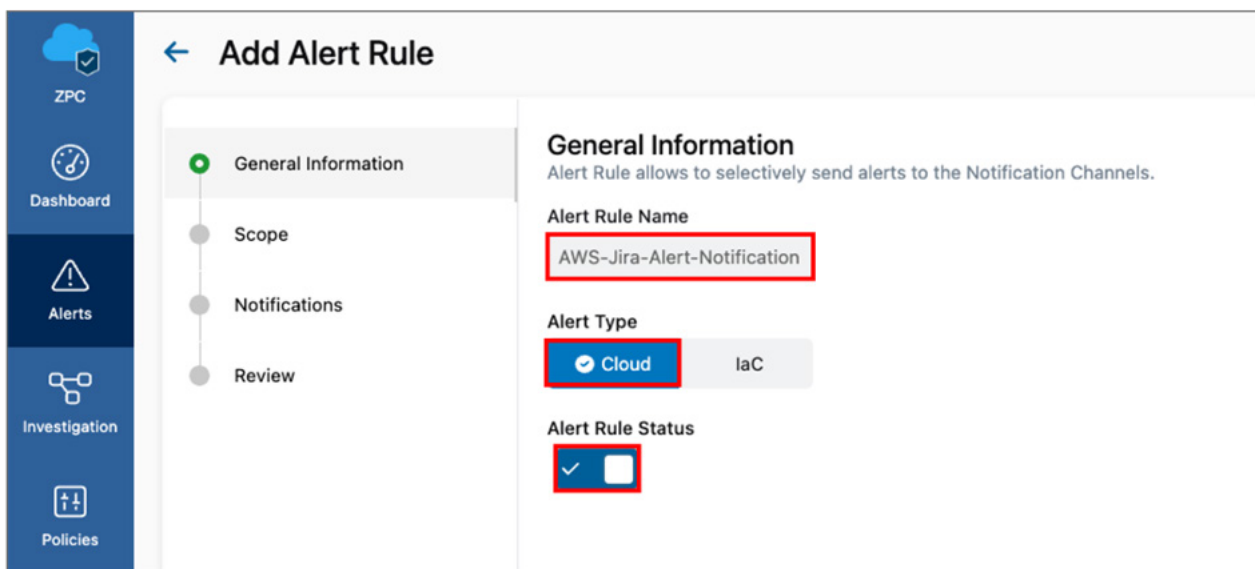 ZPC
Dashboard
Alerts
Investigation
Policies
Add Alert Rule
General Information
Scope
Notifications
Review
General Information
Alert Rule allows to selectively send alerts to the Notification Channels.
Alert Rule Name
AWS-Jira-Alert-Notification
Alert Type
Cloud IaC
Alert Rule Status